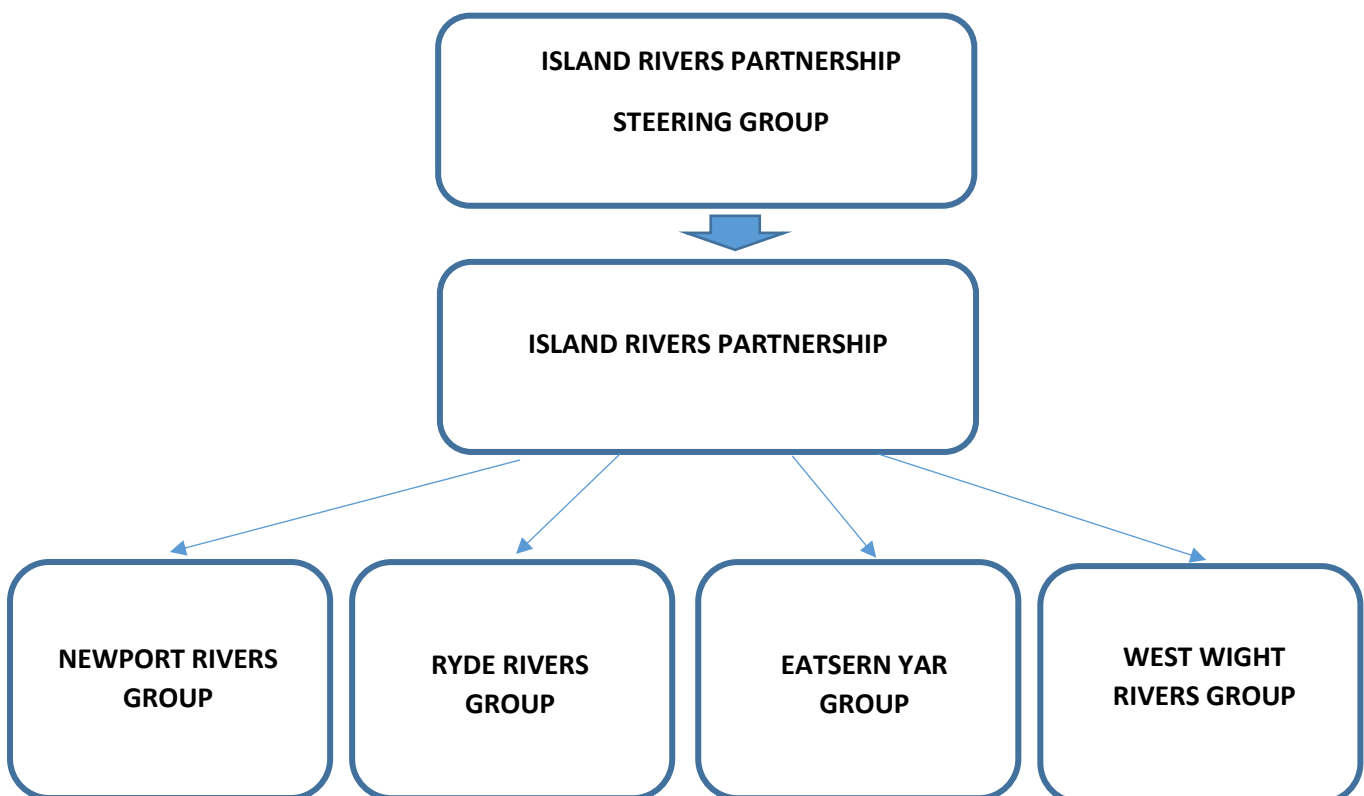 ISLAND RIVERS PARTNERSHIP
STEERING GROUP
ISLAND RIVERS PARTNERSHIP
NEWPORT RIVERS
GROUP
RYDE RIVERS
GROUP
EATSERN YAR
GROUP
WEST WIGHT
RIVERS GROUP